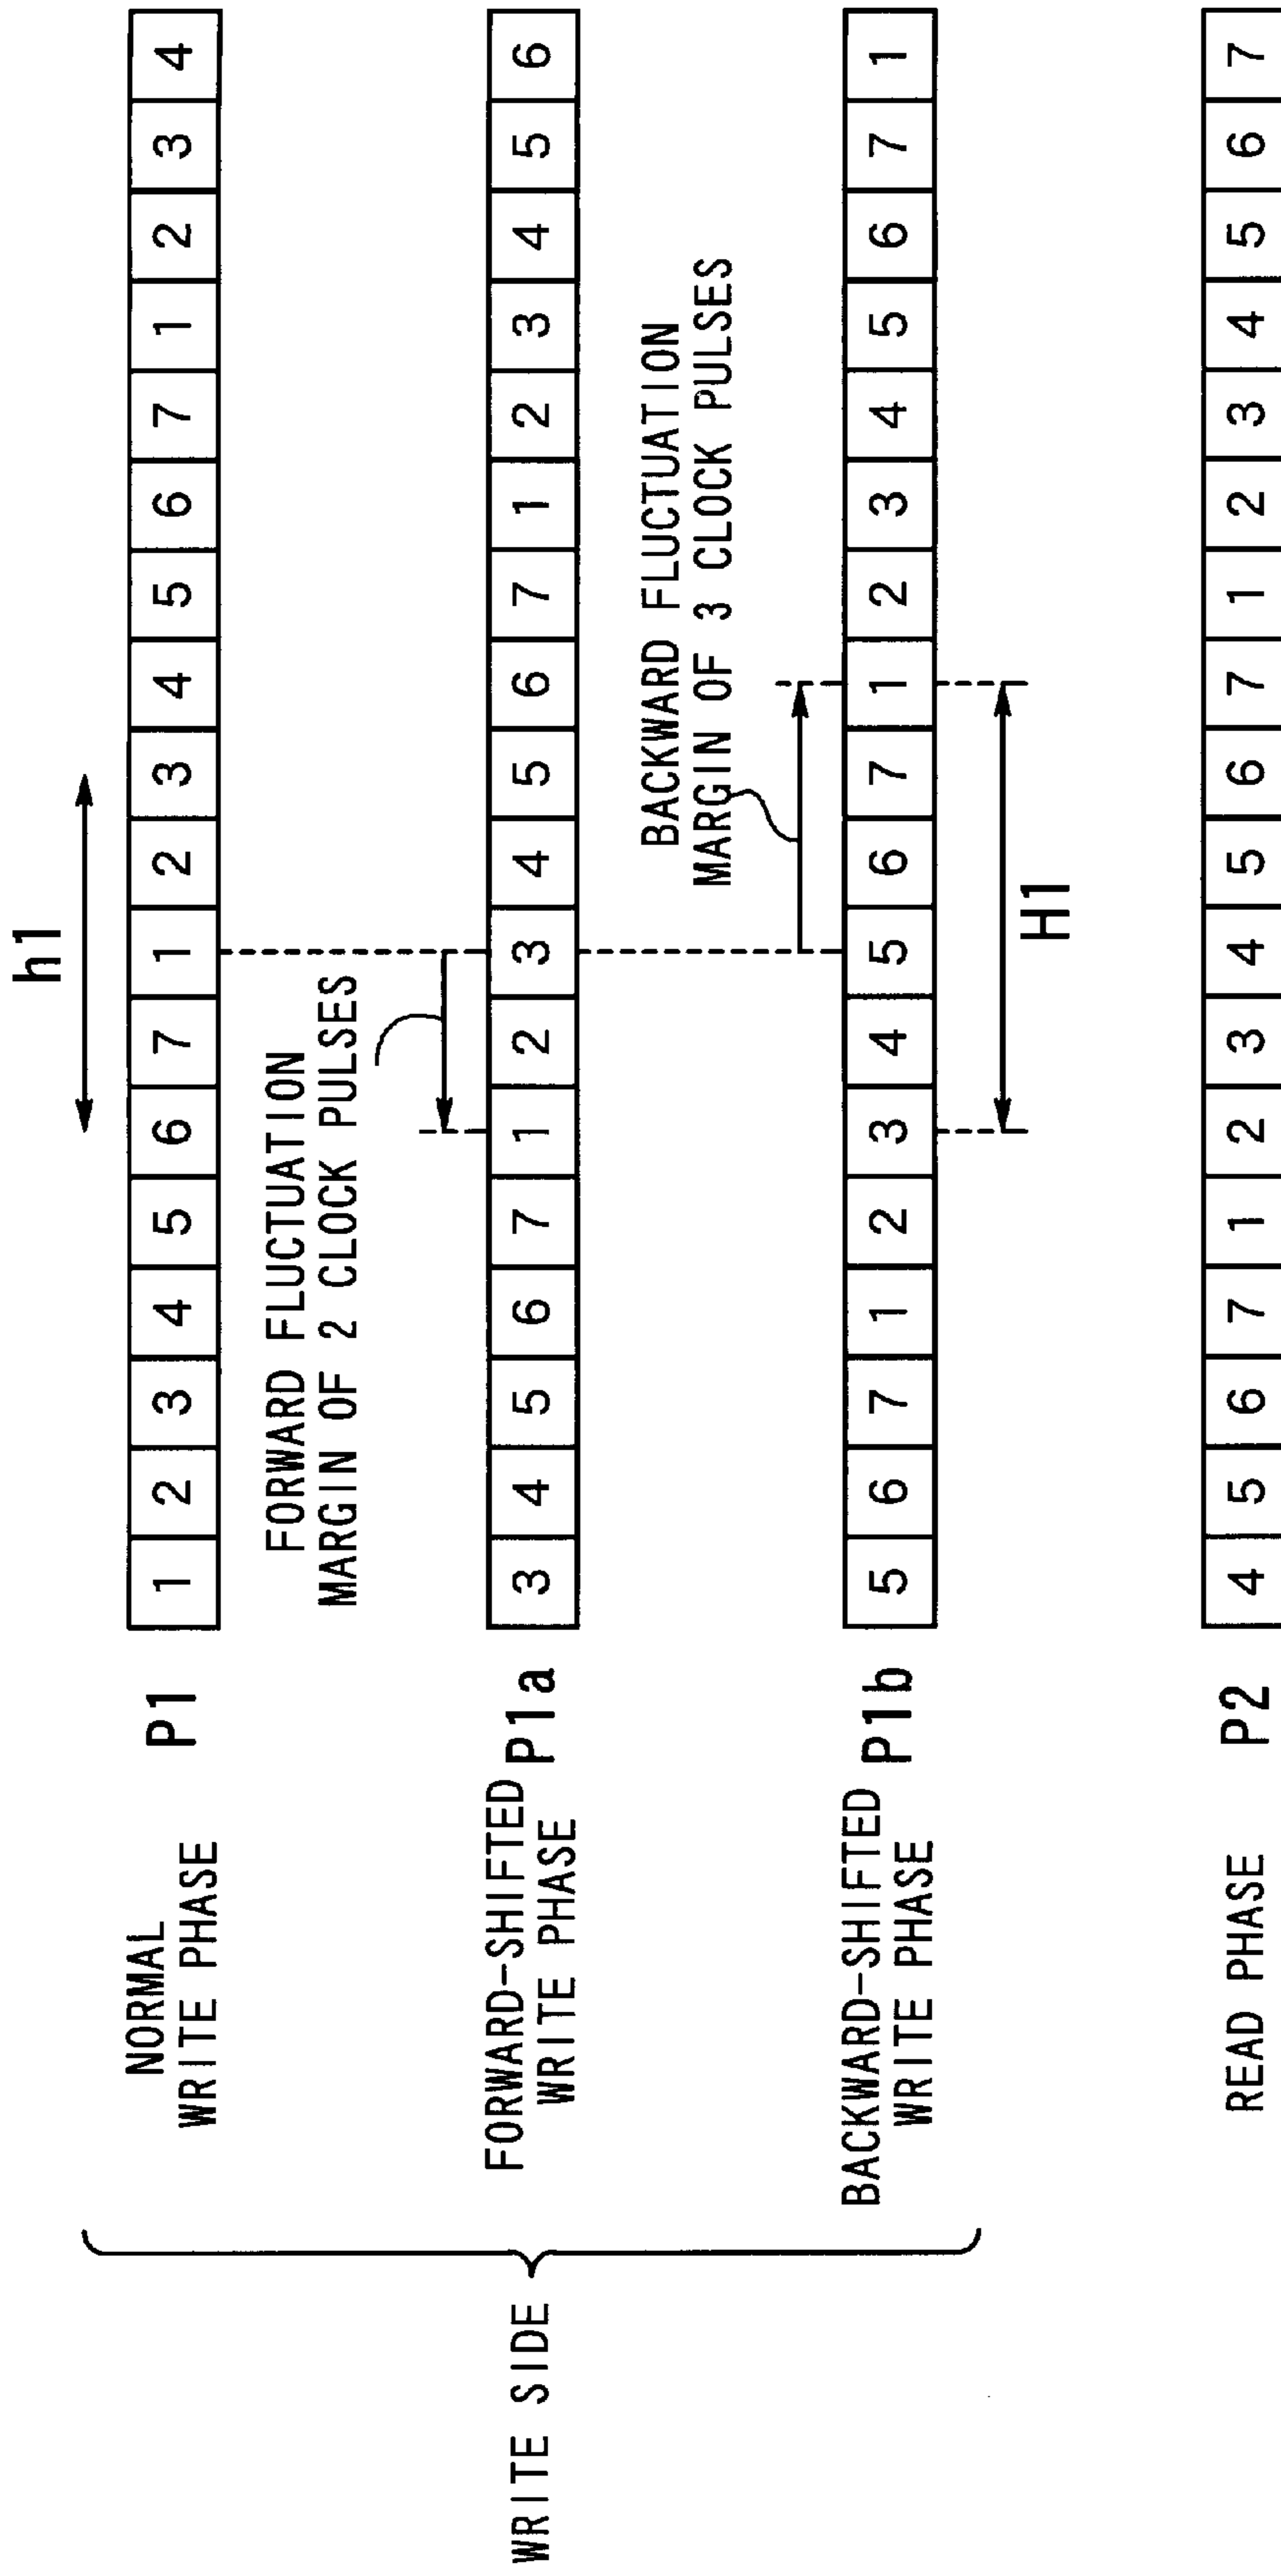 h1
NORMAL
WRITE PHASE
P1
1 2 3 4 5 6 7 1 2 3 4 5 6 7 1 2 3 4
FORWARD FLUCTUATION
MARGIN OF 2 CLOCK PULSES
WRITE SIDE
FORWARD-SHIFTED
WRITE PHASE
P1a
3 4 5 6 7 1 2 3 4 5 6 7 1 2 3 4 5 6
BACKWARD FLUCTUATION
MARGIN OF 3 CLOCK PULSES
BACKWARD-SHIFTED
WRITE PHASE
P1b
5 6 7 1 2 3 4 5 6 7 1 2 3 4 5 6 7 1
H1
READ PHASE P2
4 5 6 7 1 2 3 4 5 6 7 1 2 3 4 5 6 7